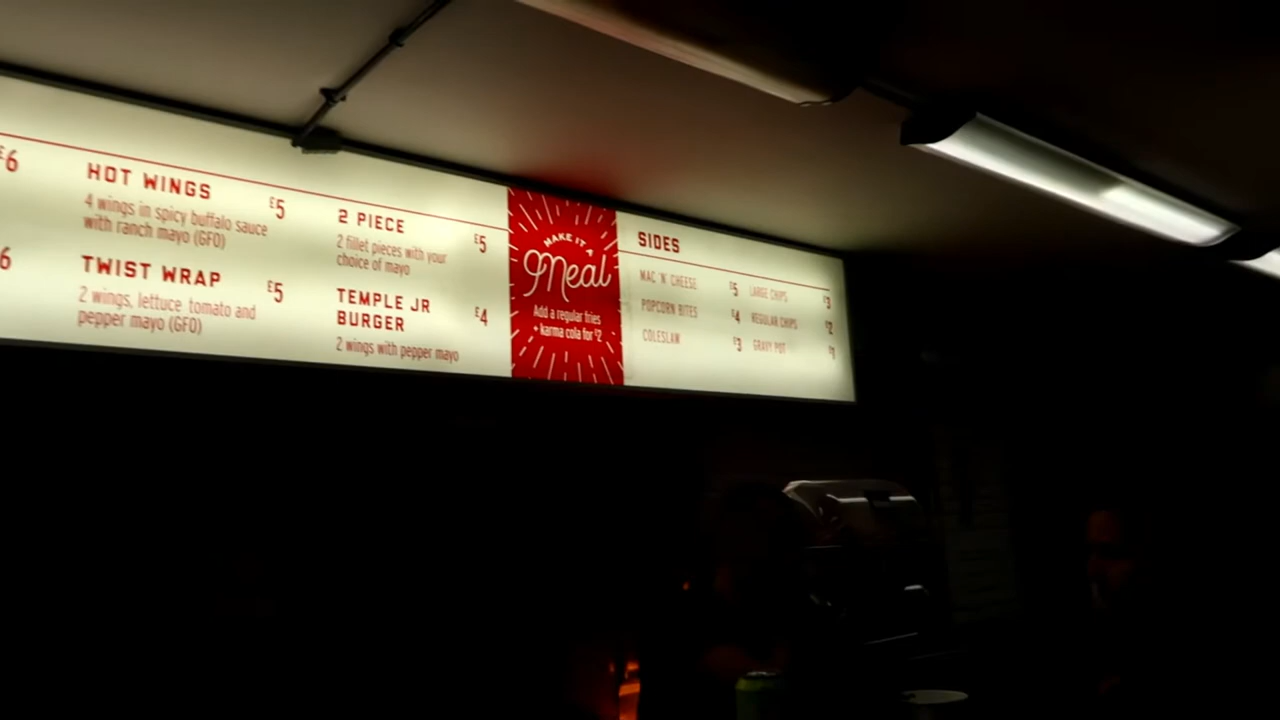 £6
HOT WINGS £5
4 wings in spicy buffalo sauce
with ranch mayo (GFO)
6
TWIST WRAP £5
2 wings, lettuce tomato and
pepper mayo (GFO)
2 PIECE £5
2 fillet pieces with your
choice of mayo
TEMPLE JR
BURGER £4
2 wings with pepper mayo
MAKE IT A
Meal
Add a regular fries
+ karma cola for £2
SIDES
MAC 'N' CHEESE £5
POPCORN BITES £4
COLESLAW £3
LARGE CHIPS £3
REGULAR CHIPS £2
GRAVY POT £1